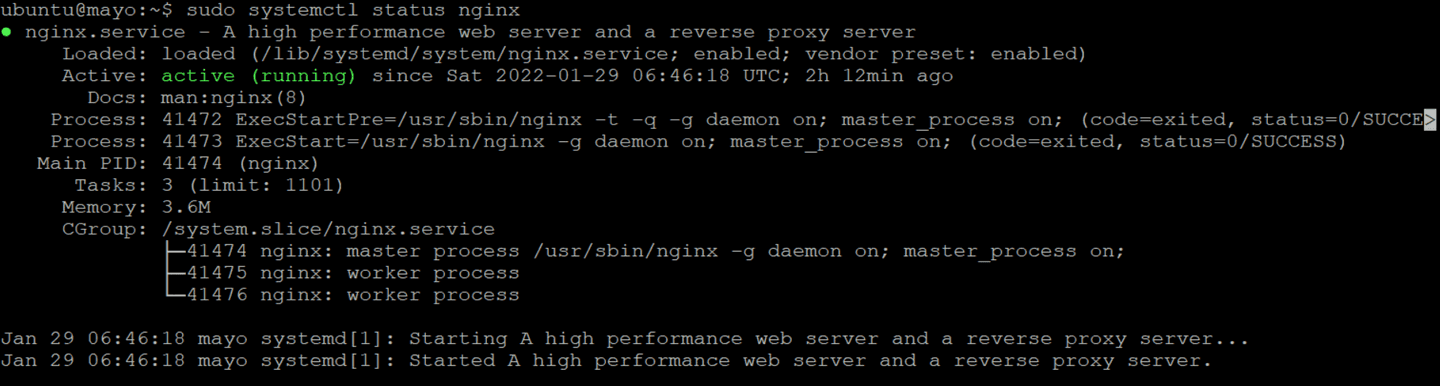 ubuntu@mayo:~$ sudo systemctl status nginx
● nginx.service - A high performance web server and a reverse proxy server
     Loaded: loaded (/lib/systemd/system/nginx.service; enabled; vendor preset: enabled)
     Active: active (running) since Sat 2022-01-29 06:46:18 UTC; 2h 12min ago
       Docs: man:nginx(8)
    Process: 41472 ExecStartPre=/usr/sbin/nginx -t -q -g daemon on; master_process on; (code=exited, status=0/SUCCE>
    Process: 41473 ExecStart=/usr/sbin/nginx -g daemon on; master_process on; (code=exited, status=0/SUCCESS)
   Main PID: 41474 (nginx)
      Tasks: 3 (limit: 1101)
     Memory: 3.6M
     CGroup: /system.slice/nginx.service
             ├─41474 nginx: master process /usr/sbin/nginx -g daemon on; master_process on;
             ├─41475 nginx: worker process
             └─41476 nginx: worker process
Jan 29 06:46:18 mayo systemd[1]: Starting A high performance web server and a reverse proxy server...
Jan 29 06:46:18 mayo systemd[1]: Started A high performance web server and a reverse proxy server.